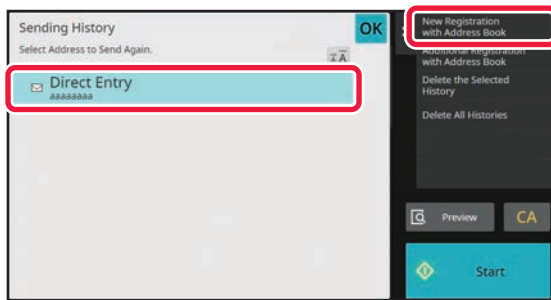 Sending History
OK
Select Address to Send Again.
Direct Entry
aaaaaaaa
New Registration
with Address Book
Additional Registration
with Address Book
Delete the Selected
History
Delete All Histories
Preview
CA
Start